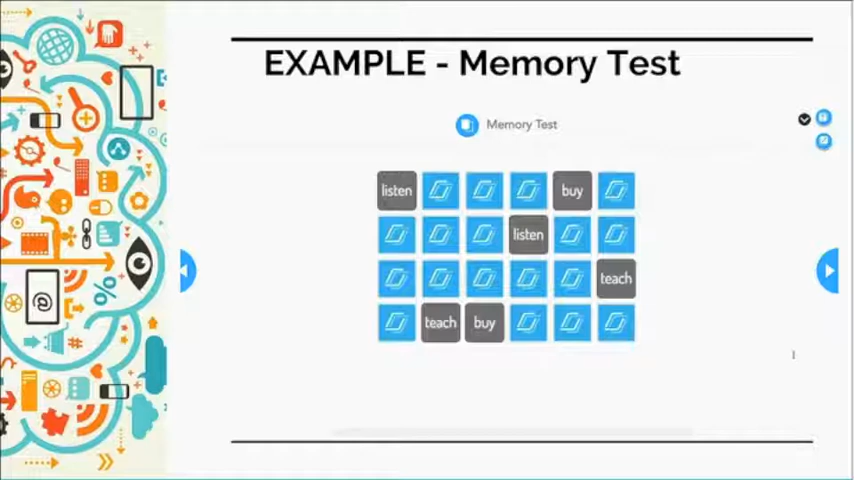 EXAMPLE - Memory Test
Memory Test
listen buy
listen
teach
teach buy
@
%
#